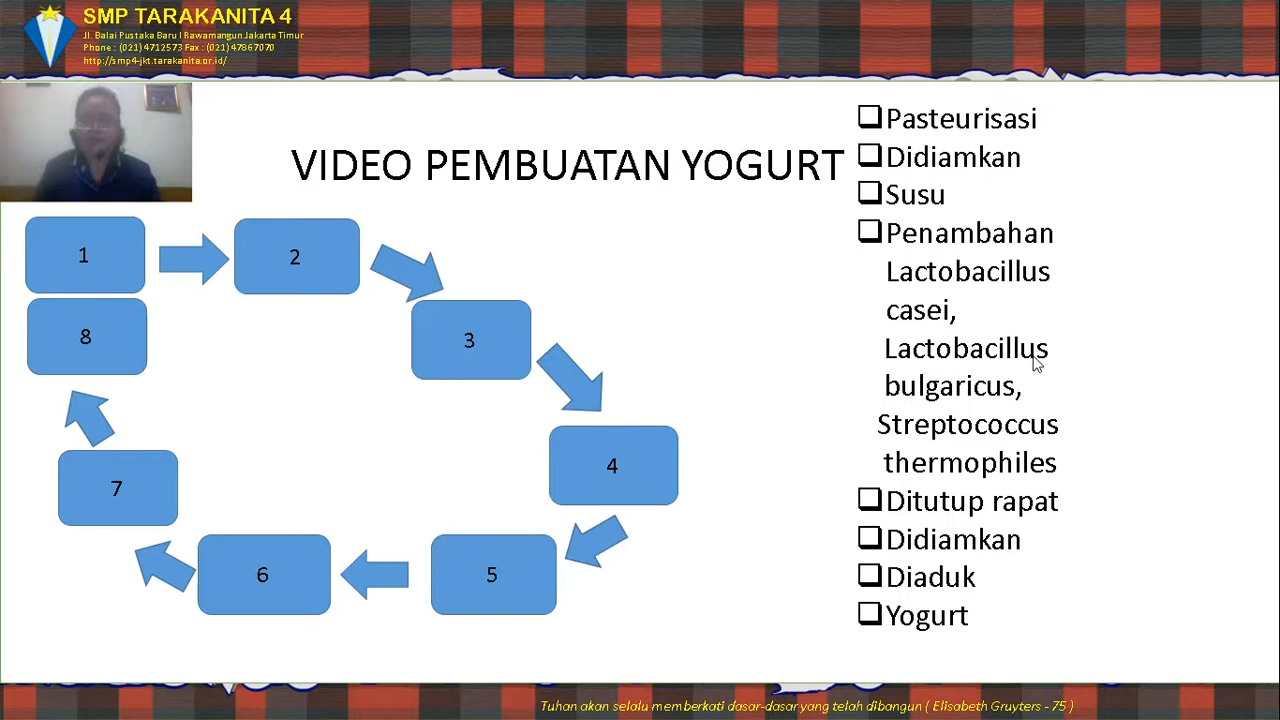 SMP TARAKANITA 4
Jl. Balai Pustaka Baru I Rawamangun Jakarta Timur
Phone : (021) 4712573 Fax : (021) 47867070
http://smp4-jkt.tarakanita.or.id/
VIDEO PEMBUATAN YOGURT
1
2
3
4
5
6
7
8
Pasteurisasi
Didiamkan
Susu
Penambahan
Lactobacillus
casei,
Lactobacillus
bulgaricus,
Streptococcus
thermophiles
Ditutup rapat
Didiamkan
Diaduk
Yogurt
Tuhan akan selalu memberkati dasar-dasar yang telah dibangun ( Elisabeth Gruyters - 75 )